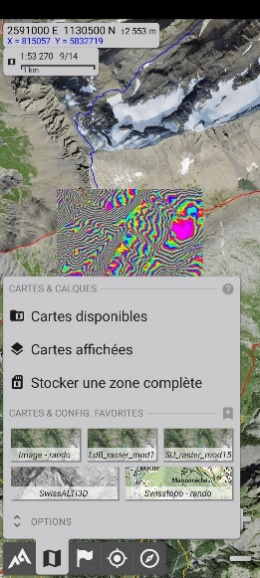 2591000 E 1130500 N ↕2 553 m
X = 815057 Y = 5832719
1:53 270 9/14
1 km
CARTES & CALQUES
Cartes disponibles
Cartes affichées
Stocker une zone complète
CARTES & CONFIG. FAVORITES
Image - rando
SU_raster_mod15
SwissALTI3D
Swisstopo - rando
OPTIONS